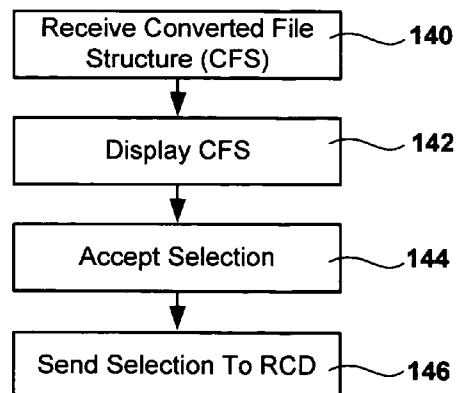 Receive Converted File
Structure (CFS)
140
Display CFS
142
Accept Selection
144
Send Selection To RCD
146